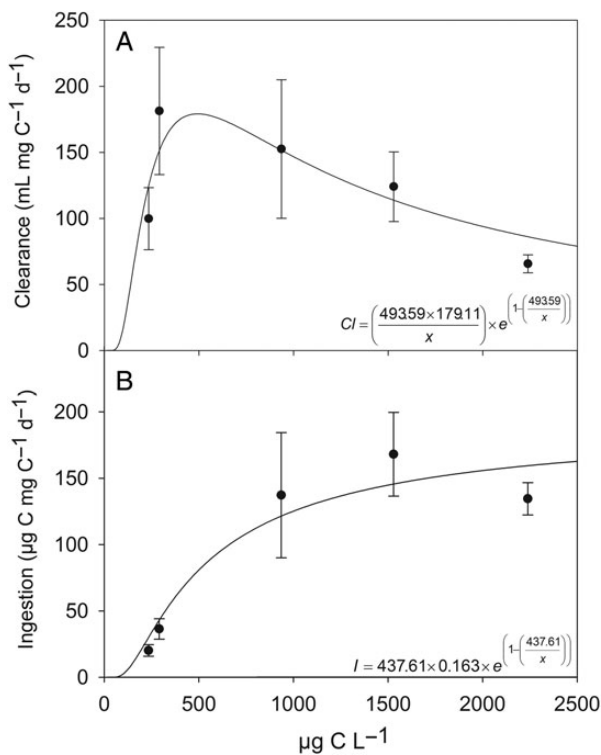 A
250
200
150
100
50
0
Clearance (mL mg C⁻¹ d⁻¹)
Cl = ((493.59×179.11)/x) × e^(1−((493.59/x)))
B
200
150
100
50
0
Ingestion (µg C mg C⁻¹ d⁻¹)
I = 437.61×0.163×e^(1−((437.61/x)))
0 500 1000 1500 2000 2500
µg C L⁻¹